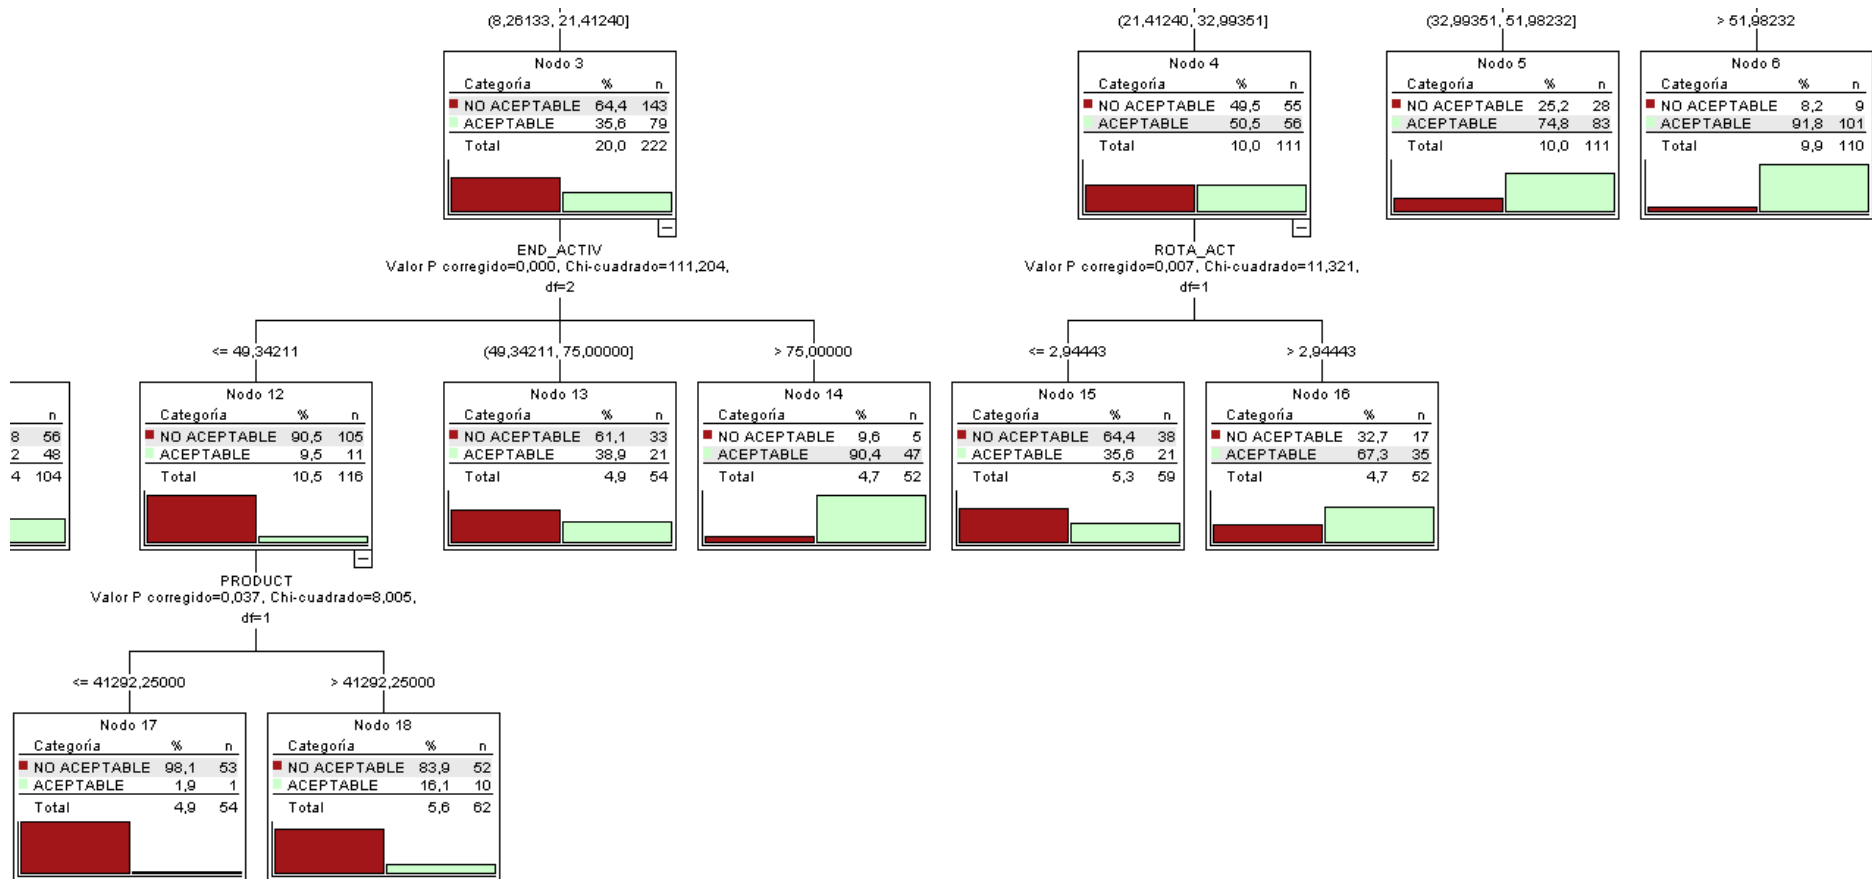 (8,26133, 21,41240]
(21,41240, 32,99351]
(32,99351, 51,98232]
> 51,98232
Nodo 3
Categoría % n
NO ACEPTABLE 64,4 143
ACEPTABLE 35,6 79
Total 20,0 222
Nodo 4
Categoría % n
NO ACEPTABLE 49,5 55
ACEPTABLE 50,5 56
Total 10,0 111
Nodo 5
Categoría % n
NO ACEPTABLE 25,2 28
ACEPTABLE 74,8 83
Total 10,0 111
Nodo 6
Categoría % n
NO ACEPTABLE 8,2 9
ACEPTABLE 91,8 101
Total 9,9 110
END_ACTIV
Valor P corregido=0,000, Chi-cuadrado=111,204,
df=2
ROTA_ACT
Valor P corregido=0,007, Chi-cuadrado=11,321,
df=1
<= 49,34211
(49,34211, 75,00000]
> 75,00000
<= 2,94443
> 2,94443
n
8 56
2 48
4 104
Nodo 12
Categoría % n
NO ACEPTABLE 90,5 105
ACEPTABLE 9,5 11
Total 10,5 116
Nodo 13
Categoría % n
NO ACEPTABLE 61,1 33
ACEPTABLE 38,9 21
Total 4,9 54
Nodo 14
Categoría % n
NO ACEPTABLE 9,6 5
ACEPTABLE 90,4 47
Total 4,7 52
Nodo 15
Categoría % n
NO ACEPTABLE 64,4 38
ACEPTABLE 35,6 21
Total 5,3 59
Nodo 16
Categoría % n
NO ACEPTABLE 32,7 17
ACEPTABLE 67,3 35
Total 4,7 52
PRODUCT
Valor P corregido=0,037, Chi-cuadrado=8,005,
df=1
<= 41292,25000
> 41292,25000
Nodo 17
Categoría % n
NO ACEPTABLE 98,1 53
ACEPTABLE 1,9 1
Total 4,9 54
Nodo 18
Categoría % n
NO ACEPTABLE 83,9 52
ACEPTABLE 16,1 10
Total 5,6 62